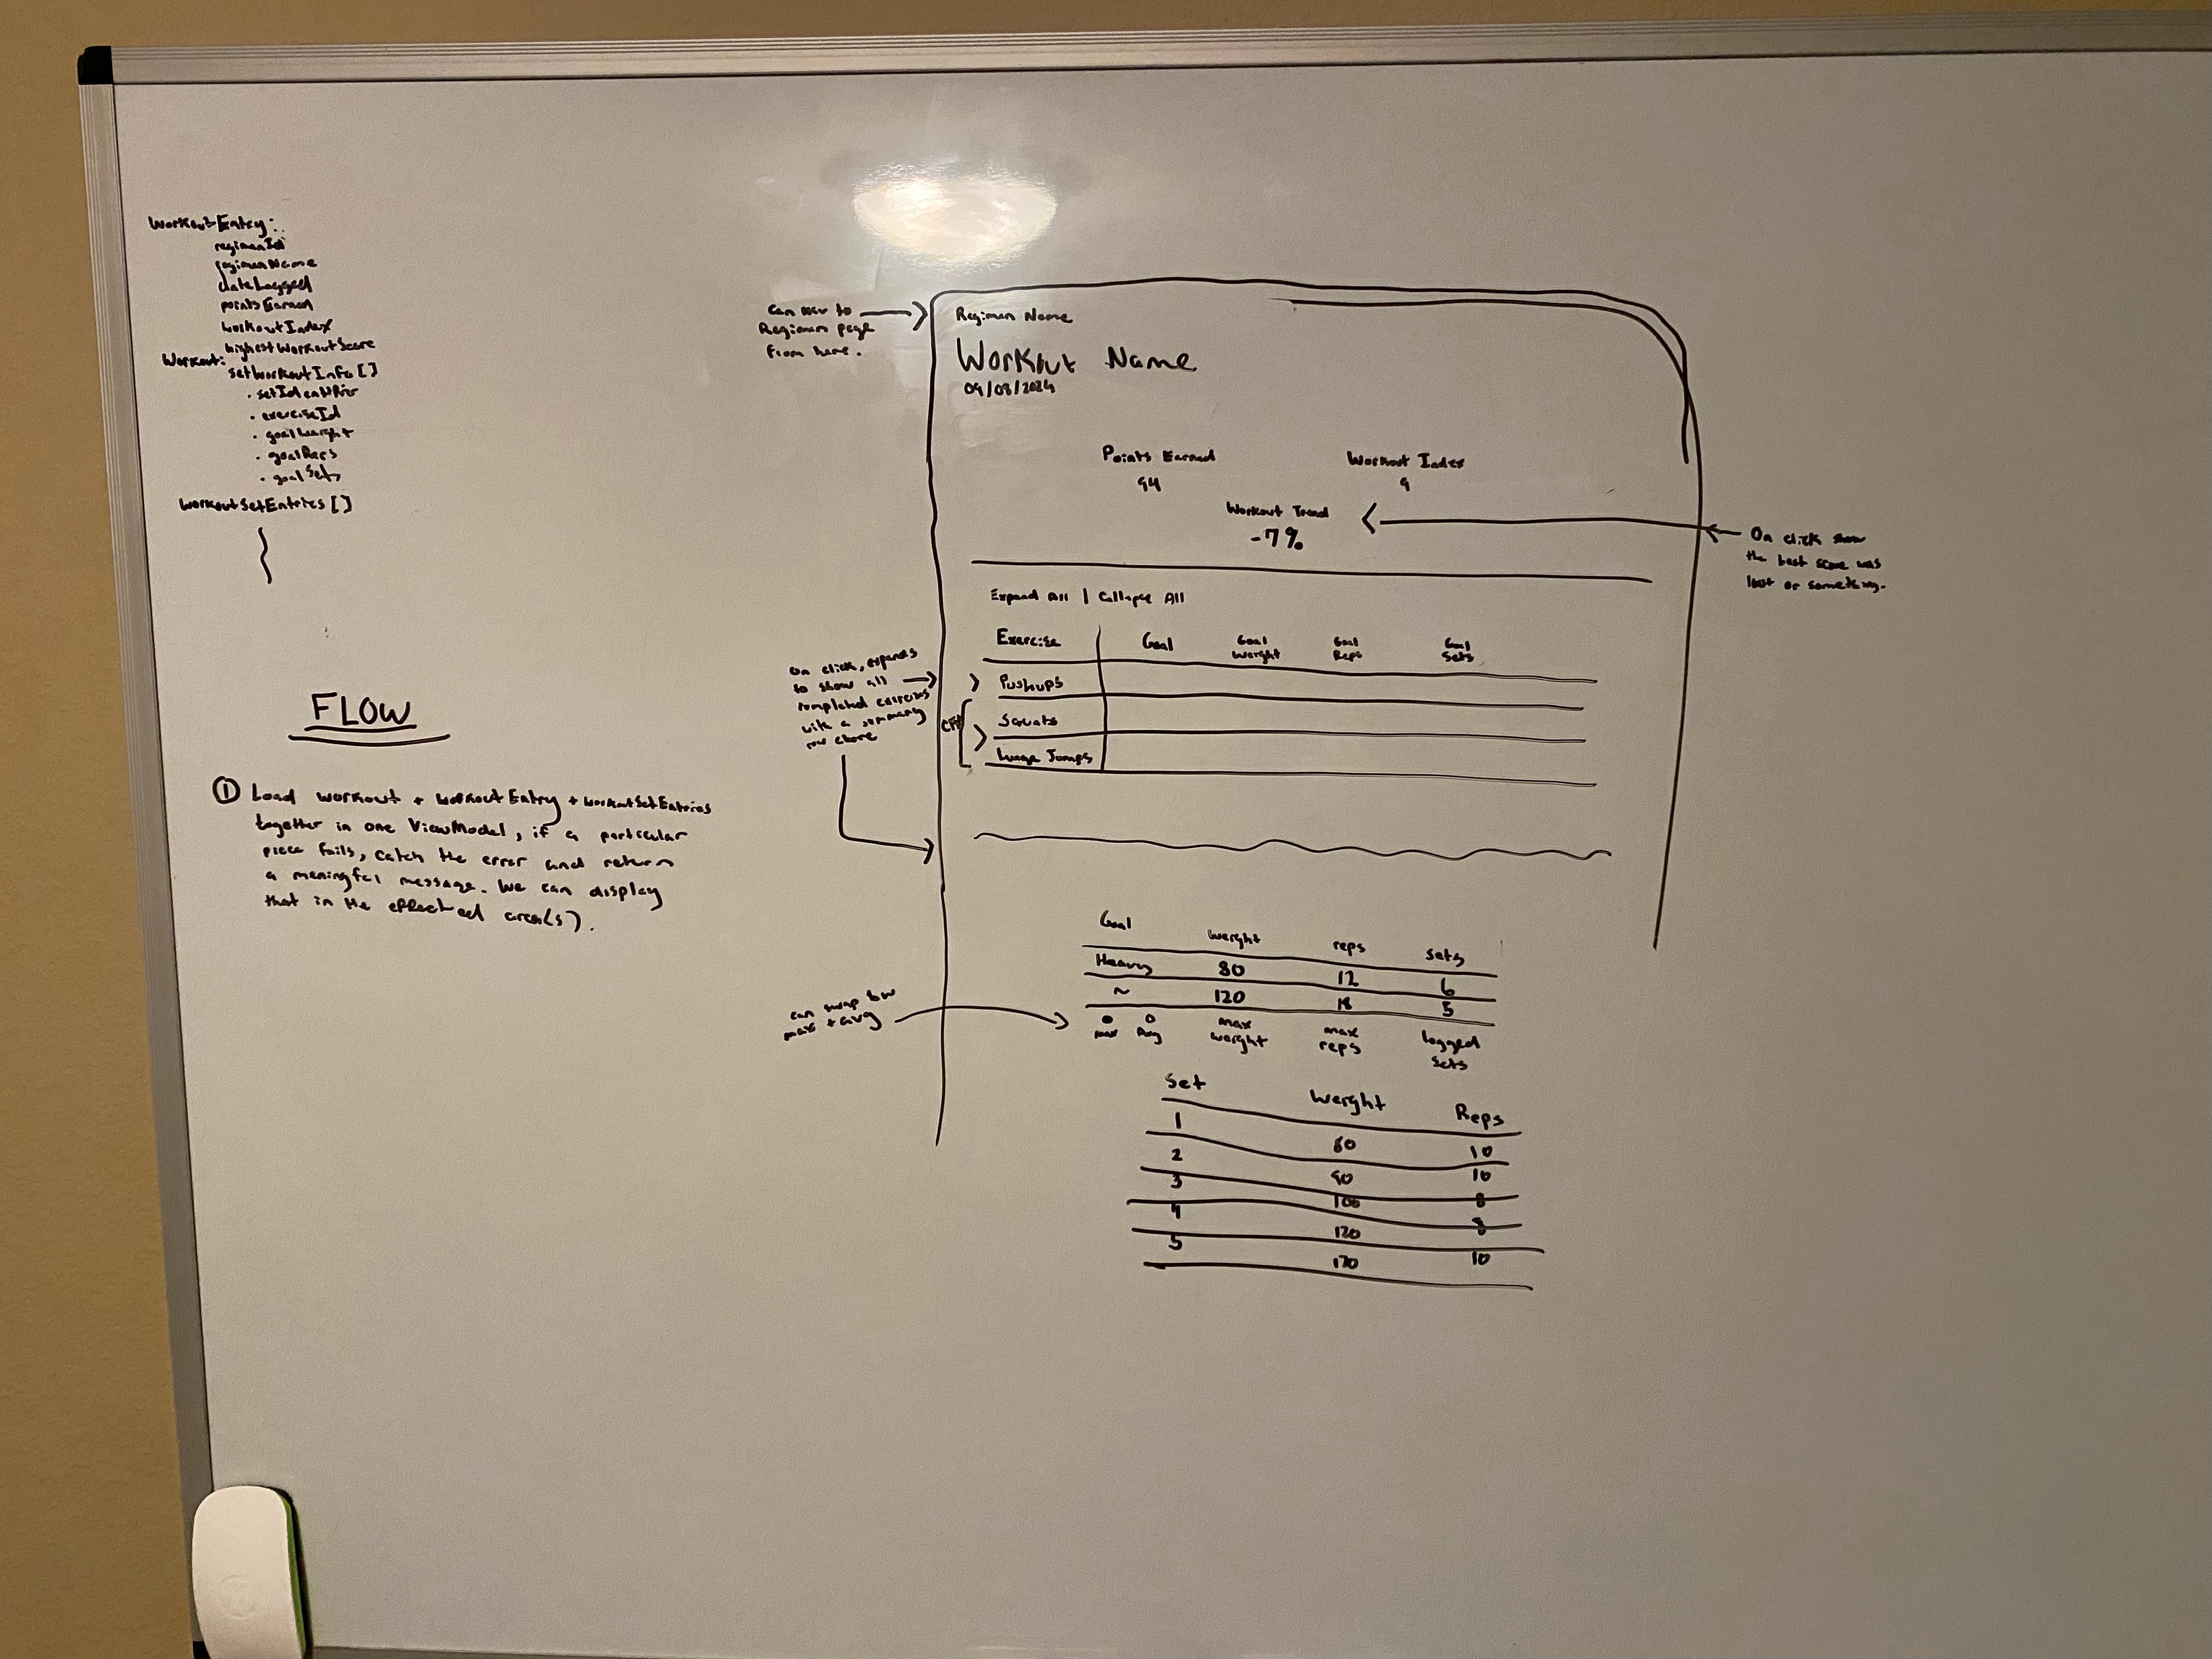 WorkoutEntry:
regimenId
regimenName
dateLogged
pointsEarned
workoutIndex
highestWorkoutScore
Workout:
setWorkoutInfo []
· setIdentifier
· exerciseId
· goalWeight
· goalReps
· goalSets
WorkoutSetEntries []
FLOW
① Load workout + WorkoutEntry + WorkoutSetEntries
together in one ViewModel, if a particular
piece fails, catch the error and return
a meningful message. We can display
that in the effected area(s).
Can nav to
Regimen page
from here.
Regimen Name
Workout Name
09/08/2024
Points Earned
94
Workout Index
9
Workout Trend
-7%
On click show
the best score was
or something.
Expand All | Collapse All
Exercise Goal Goal Weight Goal Reps Goal Sets
On click, expands
to show all
completed exercises
with a summary
row above
> Pushups
Squats
>
Lunge Jumps
Goal weight reps sets
Heavy 80 12 6
~ 120 18 5
max Avg max weight max reps logged sets
can swap bw
max + avg
Set Weight Reps
1 80 10
2 90 10
3 100 8
4 120 8
5 120 10